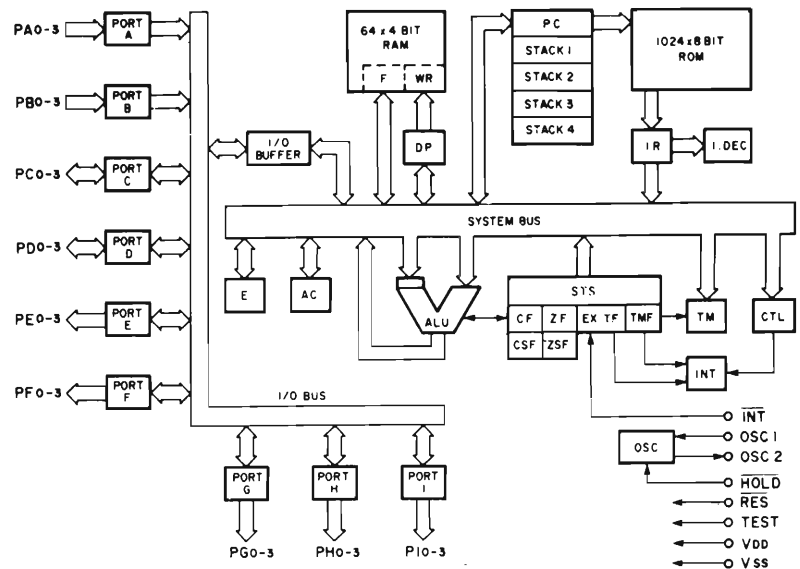 PA0-3
PORT A
PB0-3
PORT B
PC0-3
PORT C
PD0-3
PORT D
PE0-3
PORT E
PF0-3
PORT F
I/O BUFFER
64 x 4 BIT
RAM
F
WR
DP
PC
STACK 1
STACK 2
STACK 3
STACK 4
1024x8BIT
ROM
IR
I.DEC
SYSTEM BUS
E
AC
ALU
STS
CF
ZF
EX TF
TMF
CSF
ZSF
TM
CTL
INT
I/O BUS
PORT G
PORT H
PORT I
PG0-3
PH0-3
PI0-3
OSC
INT
OSC 1
OSC 2
HOLD
RES
TEST
VDD
VSS